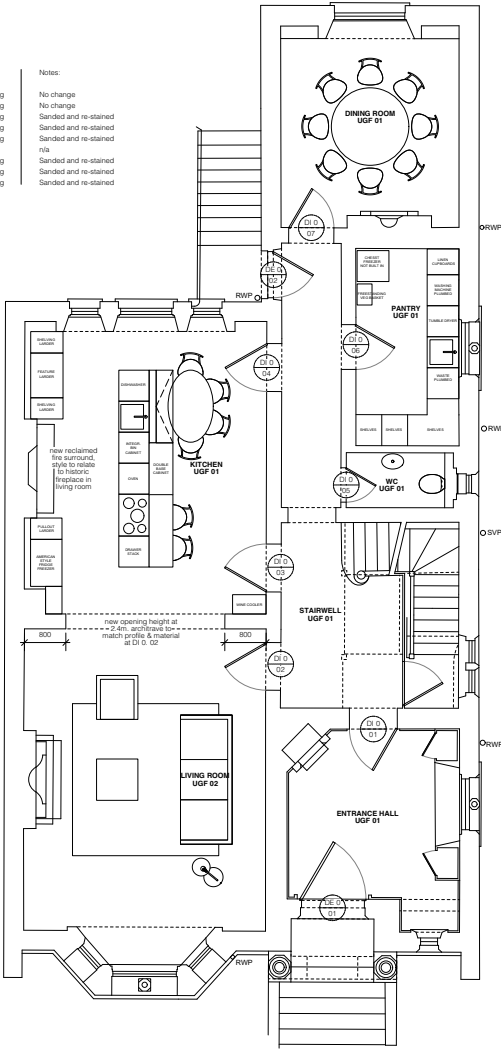 Notes:
g No change
g No change
g Sanded and re-stained
g Sanded and re-stained
n/a
g Sanded and re-stained
g Sanded and re-stained
g Sanded and re-stained
DINING ROOM
UGF 01
DI 0
07
RWP
DE 0
02
RWP
CHEST
FREEZER
NOT BUILT IN
LINEN
CUPBOARDS
FREESTANDING
VEG BASKET
WASHING
MACHINE
PLUMBED
PANTRY
UGF 01
TUMBLE DRYER
DI 0
06
WASTE
PLUMBED
SHELVES
SHELVES
SHELVES
RWP
SHELVING
LARDER
FEATURE
LARDER
SHELVING
LARDER
DI 0
04
DISHWASHER
INTEGR.
BIN
CABINET
DOUBLE
BASE
CABINET
OVEN
DRAWER
STACK
KITCHEN
UGF 01
new reclaimed
fire surround,
style to relate
to historic
fireplace in
living room
WC
UGF 01
DI 0
05
PULLOUT
LARDER
AMERICAN
STYLE
FRIDGE
FREEZER
SVP
DI 0
03
WINE COOLER
STAIRWELL
UGF 01
800
new opening height at
2.4m. architrave to
match profile & material
at DI 0. 02
800
DI 0
02
DI 0
01
RWP
LIVING ROOM
UGF 02
ENTRANCE HALL
UGF 01
DE 0
01
RWP